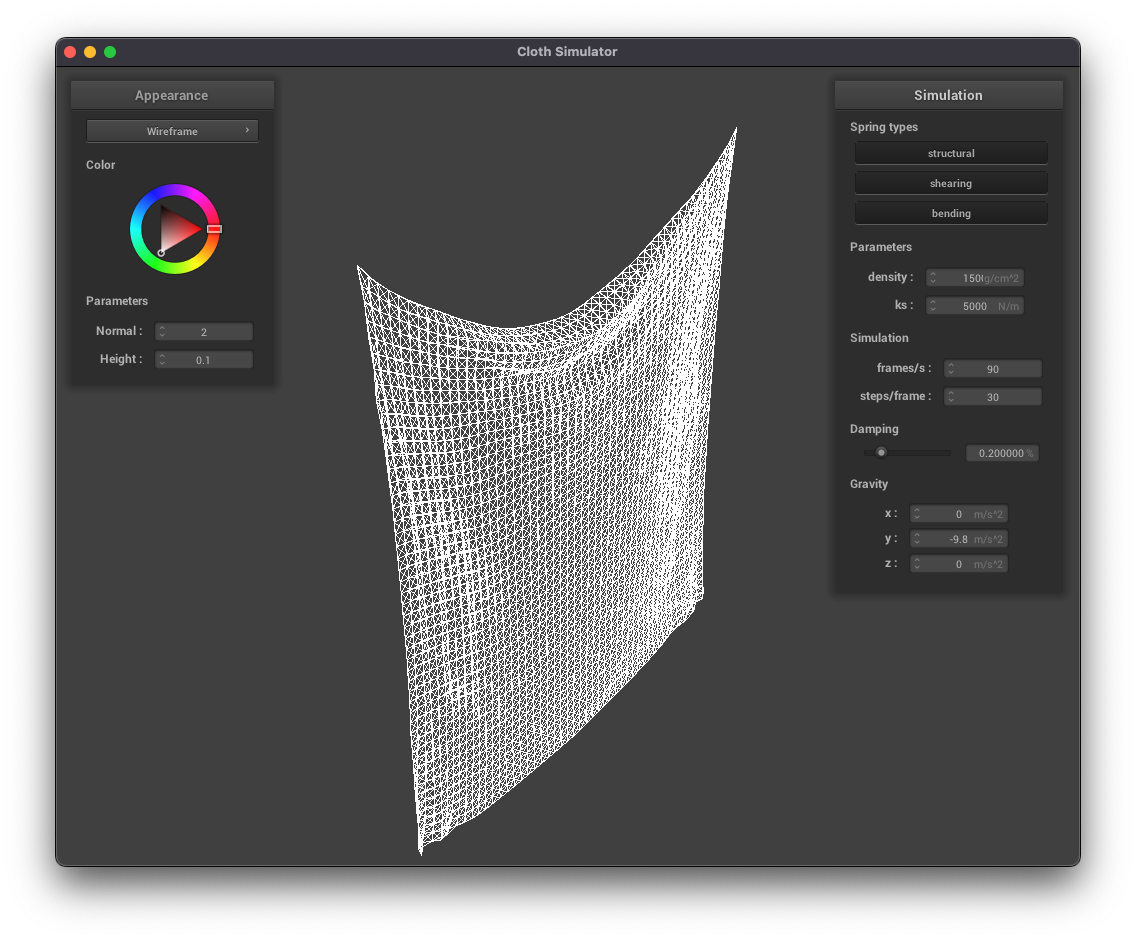 Cloth Simulator
Appearance
Wireframe
Color
Parameters
Normal : 2
Height : 0.1
Simulation
Spring types
structural
shearing
bending
Parameters
density : g/cm^2
ks : 5000 N/m
Simulation
frames/s : 90
steps/frame : 30
Damping
0.200000 %
Gravity
x : 0 m/s^2
y : -9.8 m/s^2
z : 0 m/s^2